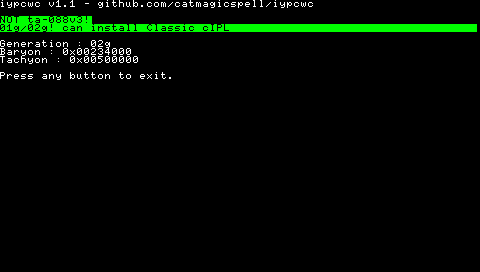 iypcwc v1.1 - github.com/catmagicspell/iypcwc
NOT ta-088v3!
01g/02g! can install Classic cIPL
Generation : 02g
Baryon : 0x00234000
Tachyon : 0x00500000
Press any button to exit.